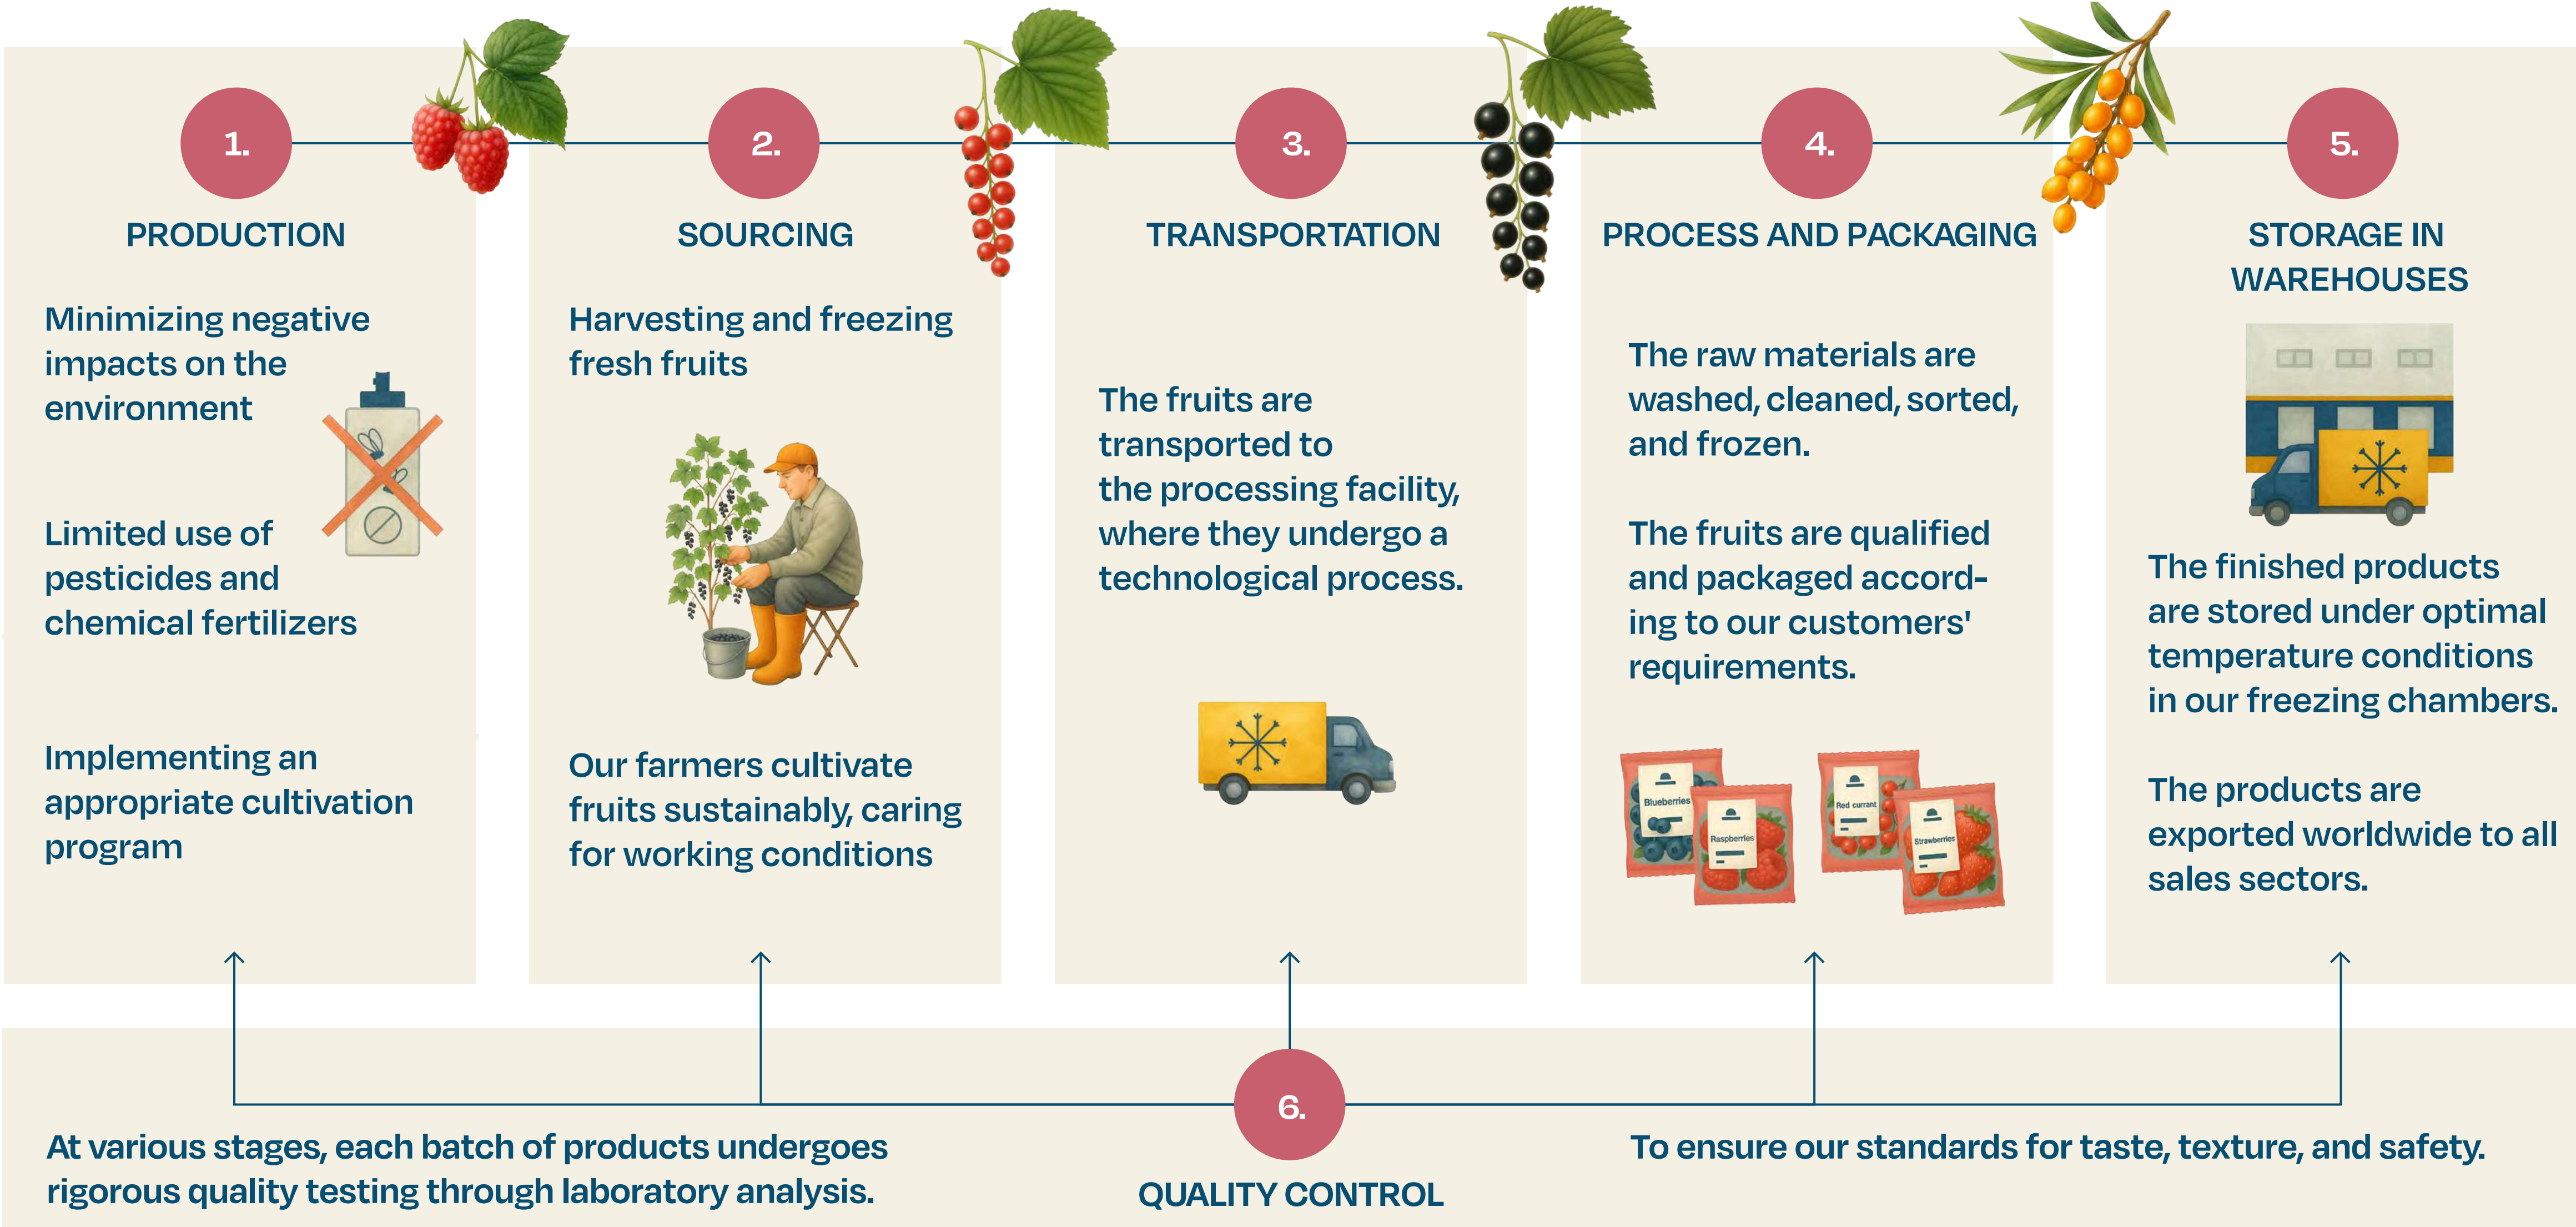 1.
PRODUCTION
Minimizing negative
impacts on the
environment
Limited use of
pesticides and
chemical fertilizers
Implementing an
appropriate cultivation
program
2.
SOURCING
Harvesting and freezing
fresh fruits
Our farmers cultivate
fruits sustainably, caring
for working conditions
3.
TRANSPORTATION
The fruits are
transported to
the processing facility,
where they undergo a
technological process.
4.
PROCESS AND PACKAGING
The raw materials are
washed, cleaned, sorted,
and frozen.
The fruits are qualified
and packaged accord-
ing to our customers'
requirements.
Blueberries
Raspberries
Red currant
Strawberries
5.
STORAGE IN
WAREHOUSES
The finished products
are stored under optimal
temperature conditions
in our freezing chambers.
The products are
exported worldwide to all
sales sectors.
6.
QUALITY CONTROL
At various stages, each batch of products undergoes
rigorous quality testing through laboratory analysis.
To ensure our standards for taste, texture, and safety.